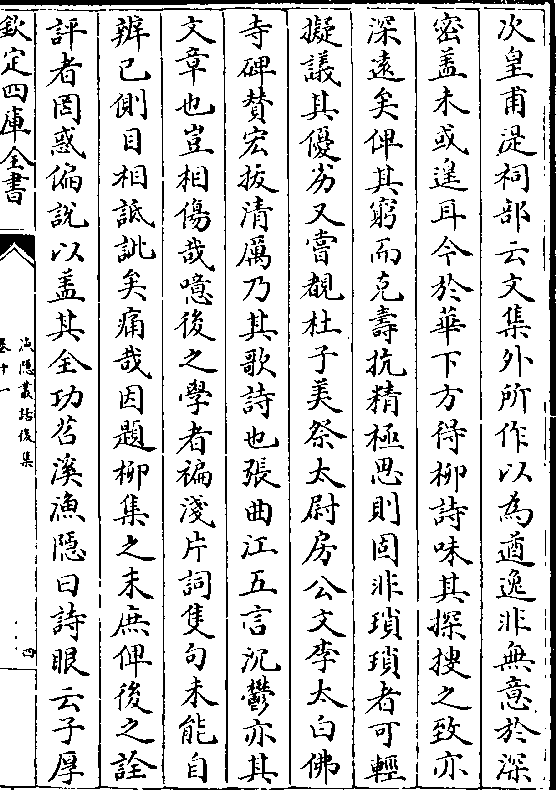 次皇甫湜祠部云文集外所作以為遒逸非無意於深
密盖未或遑耳今於華下方得柳詩味其探搜之致亦
深遠矣俾其窮而克壽抗精極思則固非瑣瑣者可輕
擬議其優劣又嘗覩杜子美祭太尉房公文李太白佛
寺碑賛宏拔清厲乃其歌詩也張曲江五言沉鬱亦其
文章也豈相傷哉噫後之學者褊淺片詞隻句未能自
辨已側目相詆訿矣痛哉因題柳集之末庶俾後之詮
評者罔惑偏說以盖其全功苕溪漁隠曰詩眼云子厚
欽定四庫全書
漁隠叢話後集
卷十一
四